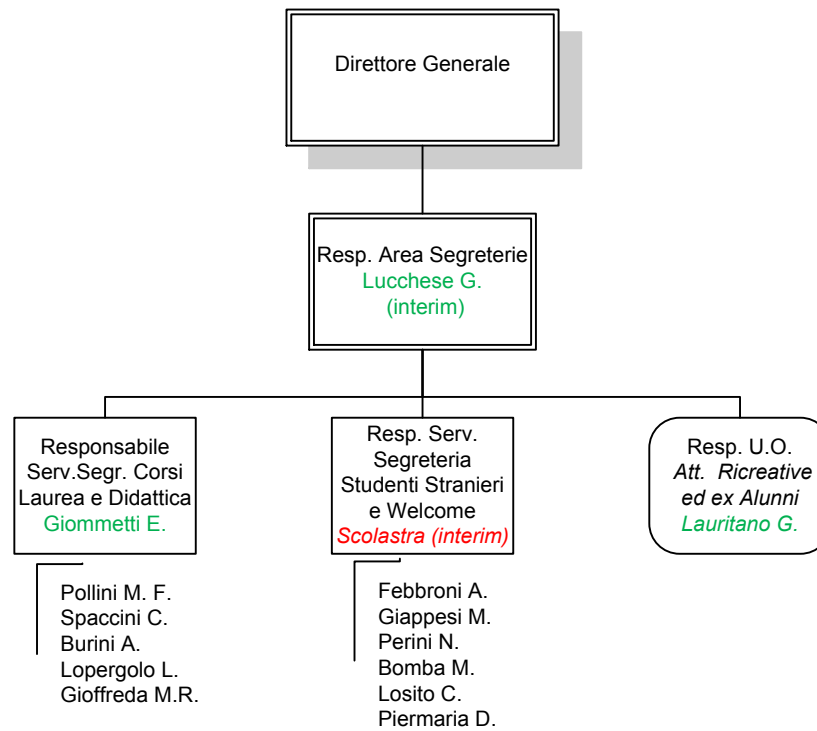 Direttore Generale
Resp. Area Segreterie
Lucchese G.
(interim)
Responsabile
Serv.Segr. Corsi
Laurea e Didattica
Giommetti E.
Pollini M. F.
Spaccini C.
Burini A.
Lopergolo L.
Gioffreda M.R.
Resp. Serv.
Segreteria
Studenti Stranieri
e Welcome
Scolastra (interim)
Febbroni A.
Giappesi M.
Perini N.
Bomba M.
Losito C.
Piermaria D.
Resp. U.O.
Att. Ricreative
ed ex Alunni
Lauritano G.